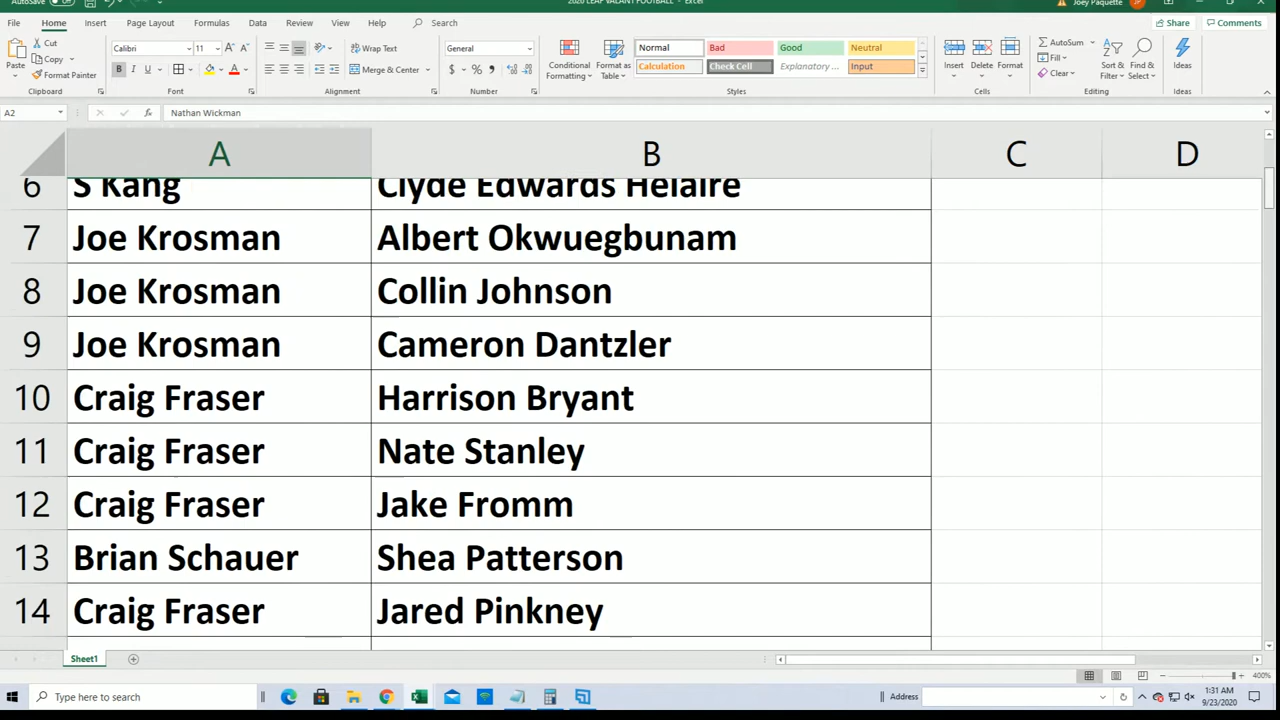 AutoSave Off 2020 LEAF VALIANT FOOTBALL - Excel Joey Paquette JP
File Home Insert Page Layout Formulas Data Review View Help Search Share Comments
Paste Cut Copy Format Painter Calibri 11 B I U Wrap Text Merge & Center General Conditional Formatting Format as Table Normal Bad Good Neutral Calculation Check Cell Explanatory ... Input Insert Delete Format AutoSum Fill Clear Sort & Filter Find & Select Ideas
Clipboard Font Alignment Number Styles Cells Editing Ideas
A2 fx Nathan Wickman
A B C D
6 S Kang Clyde Edwards Helaire
7 Joe Krosman Albert Okwuegbunam
8 Joe Krosman Collin Johnson
9 Joe Krosman Cameron Dantzler
10 Craig Fraser Harrison Bryant
11 Craig Fraser Nate Stanley
12 Craig Fraser Jake Fromm
13 Brian Schauer Shea Patterson
14 Craig Fraser Jared Pinkney
Sheet1
400%
Type here to search Address 1:31 AM
9/23/2020